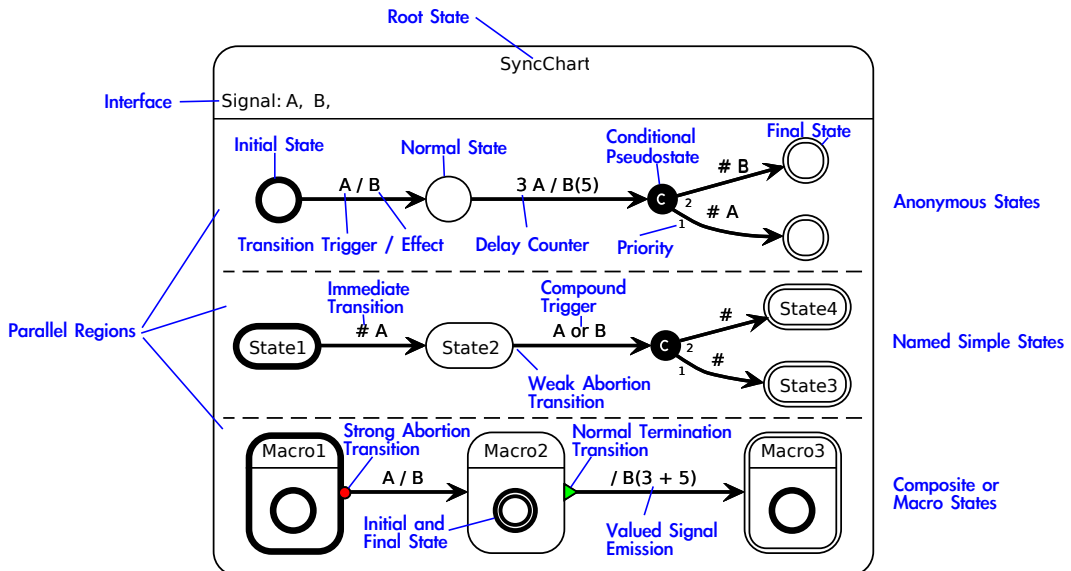 Root State
SyncChart
Interface
Signal: A, B,
Initial State
Normal State
Conditional
Pseudostate
Final State
A / B
3 A / B(5)
C
# B
2
# A
1
Anonymous States
Transition Trigger / Effect
Delay Counter
Priority
Parallel Regions
Immediate
Transition
# A
Compound
Trigger
A or B
State1
State2
C
#
2
#
1
State4
State3
Named Simple States
Weak Abortion
Transition
Strong Abortion
Transition
Normal Termination
Transition
Macro1
A / B
Macro2
/ B(3 + 5)
Macro3
Composite or
Macro States
Initial and
Final State
Valued Signal
Emission